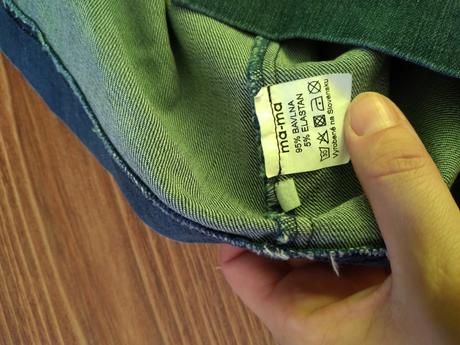 ma-ma
95% BAVLNA
5% ELASTAN
Vyrobené na Slovensku